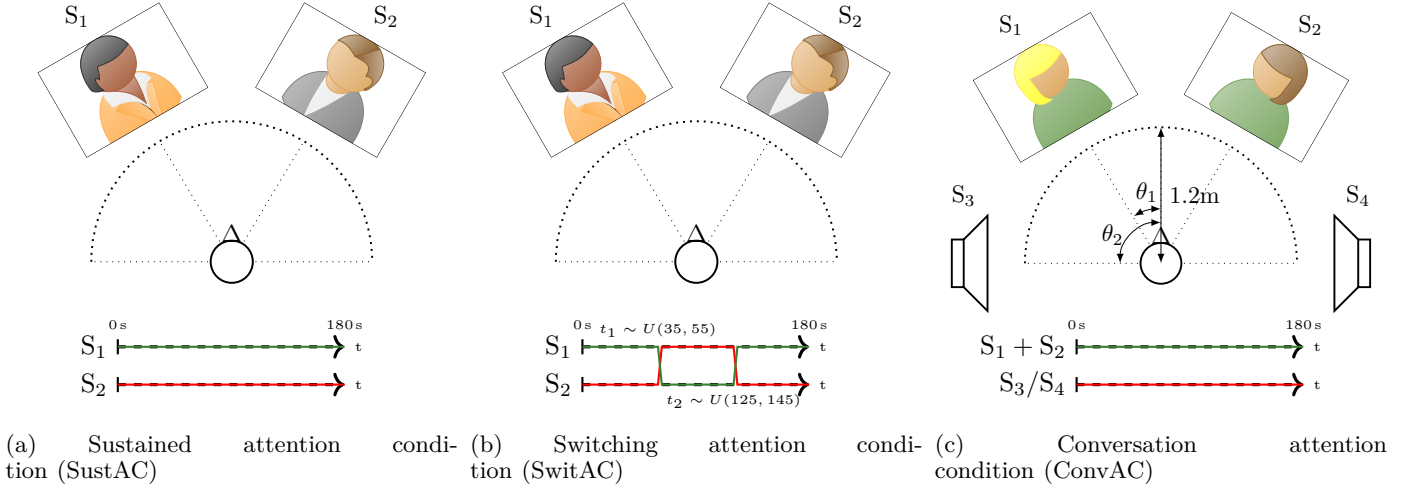 S1
S2
0 s
180 s
S1
t
S2
t
(a) Sustained attention condi-
tion (SustAC)
S1
S2
0 s
t1 ∼ U(35, 55)
180 s
S1
t
S2
t
t2 ∼ U(125, 145)
(b) Switching attention condi-
tion (SwitAC)
S1
S2
S3
θ1
1.2m
S4
θ2
0 s
180 s
S1 + S2
t
S3/S4
t
(c) Conversation attention
condition (ConvAC)